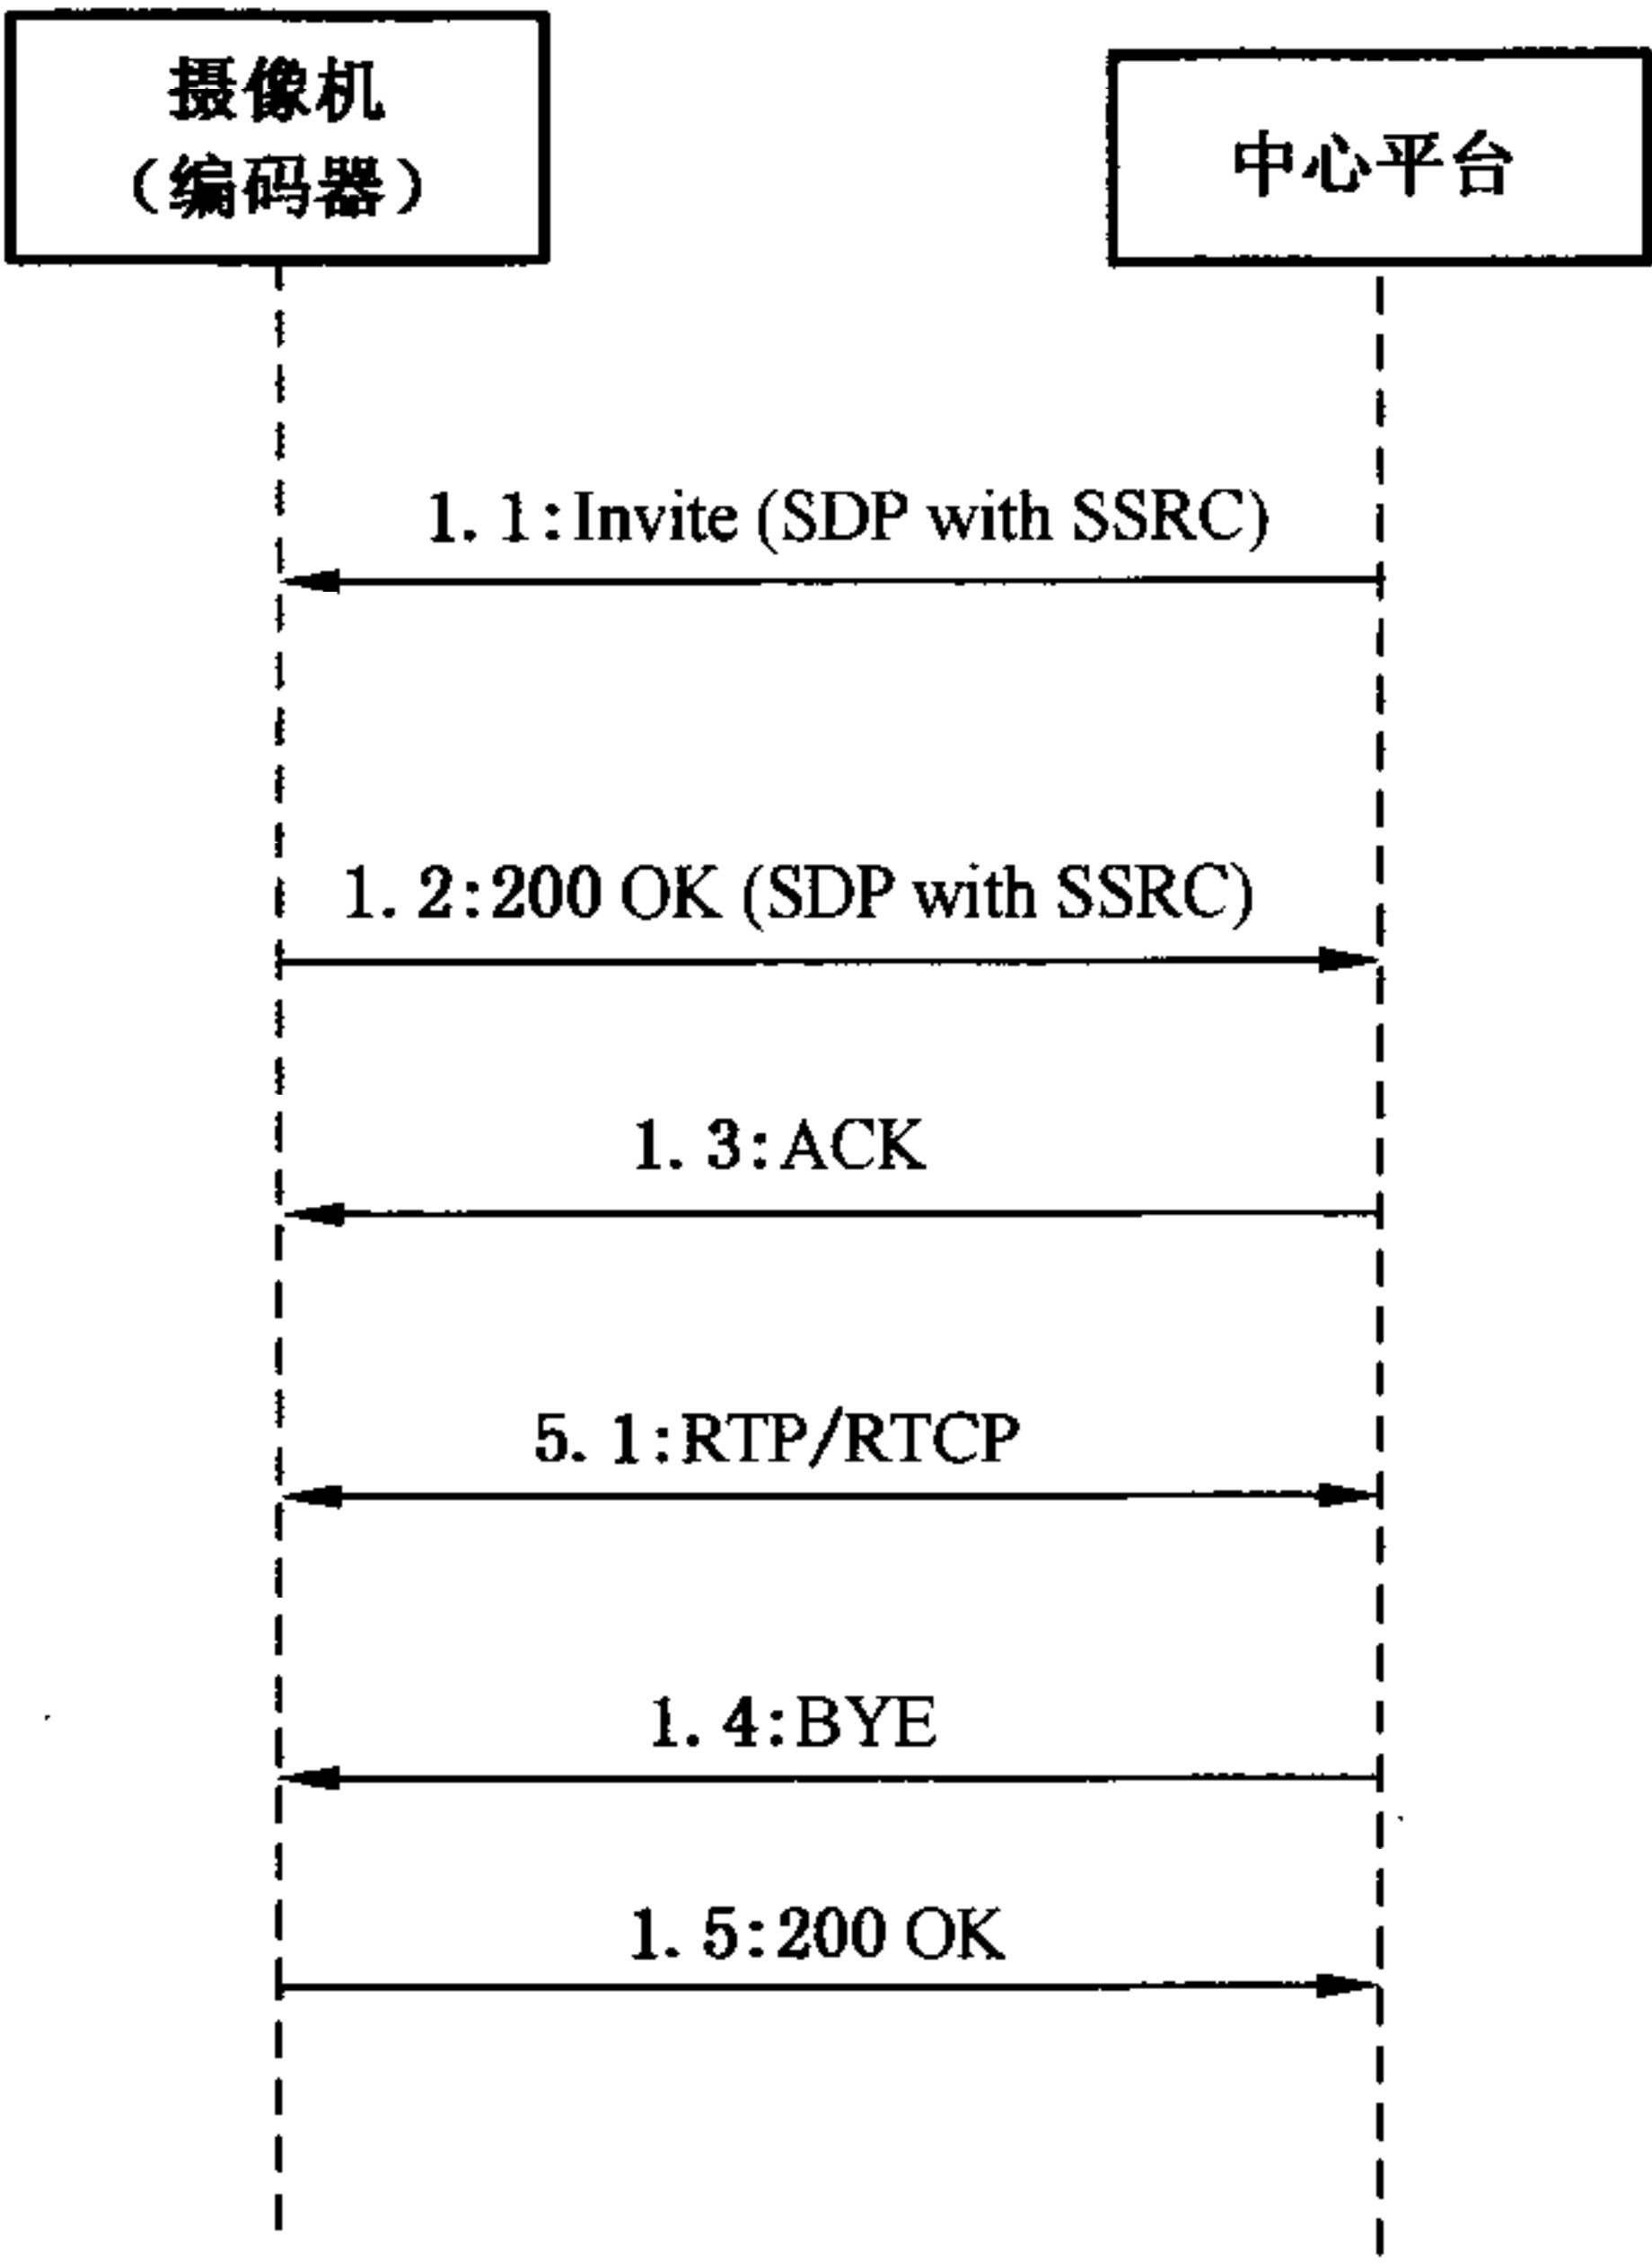 摄像机
（编码器）
中心平台
1.1:Invite (SDP with SSRC)
1.2:200 OK (SDP with SSRC)
1.3:ACK
5.1:RTP/RTCP
1.4:BYE
1.5:200 OK